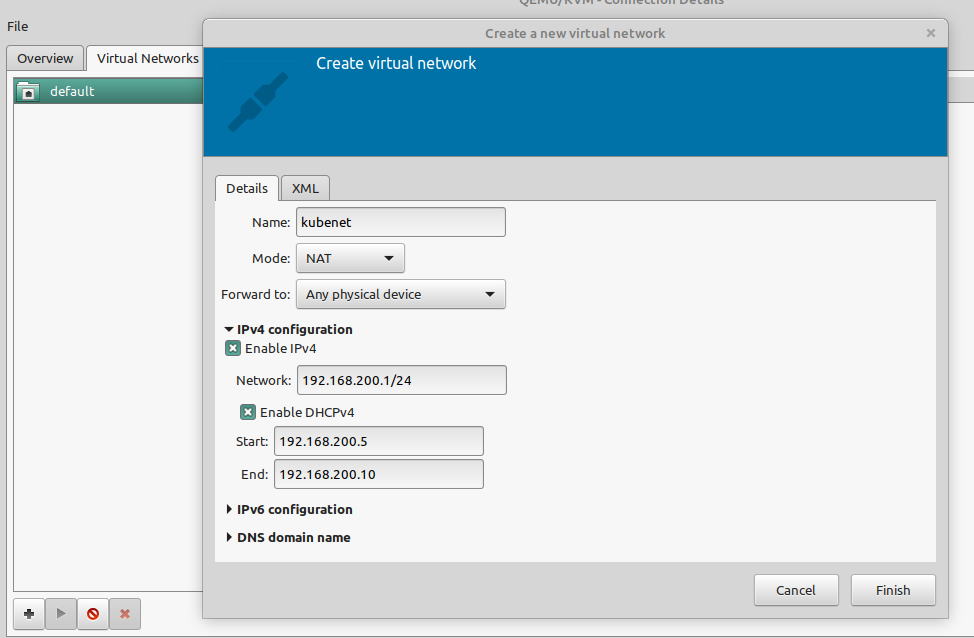 QEMU/KVM - Connection Details
File
Create a new virtual network
Overview
Virtual Networks
Create virtual network
default
Details
XML
Name: kubenet
Mode: NAT
Forward to: Any physical device
IPv4 configuration
Enable IPv4
Network: 192.168.200.1/24
Enable DHCPv4
Start: 192.168.200.5
End: 192.168.200.10
IPv6 configuration
DNS domain name
Cancel
Finish